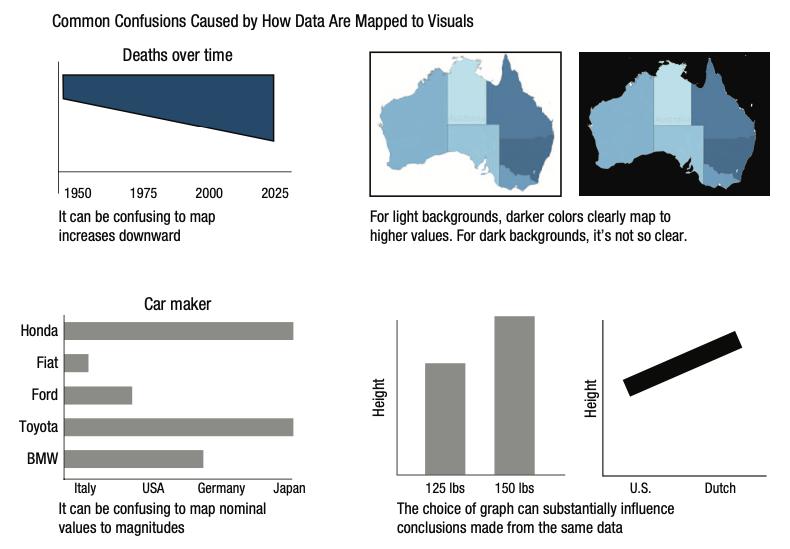 Common Confusions Caused by How Data Are Mapped to Visuals
Deaths over time
1950 1975 2000 2025
It can be confusing to map
increases downward
For light backgrounds, darker colors clearly map to
higher values. For dark backgrounds, it's not so clear.
Car maker
Honda
Fiat
Ford
Toyota
BMW
Italy USA Germany Japan
It can be confusing to map nominal
values to magnitudes
Height
125 lbs 150 lbs
Height
U.S. Dutch
The choice of graph can substantially influence
conclusions made from the same data